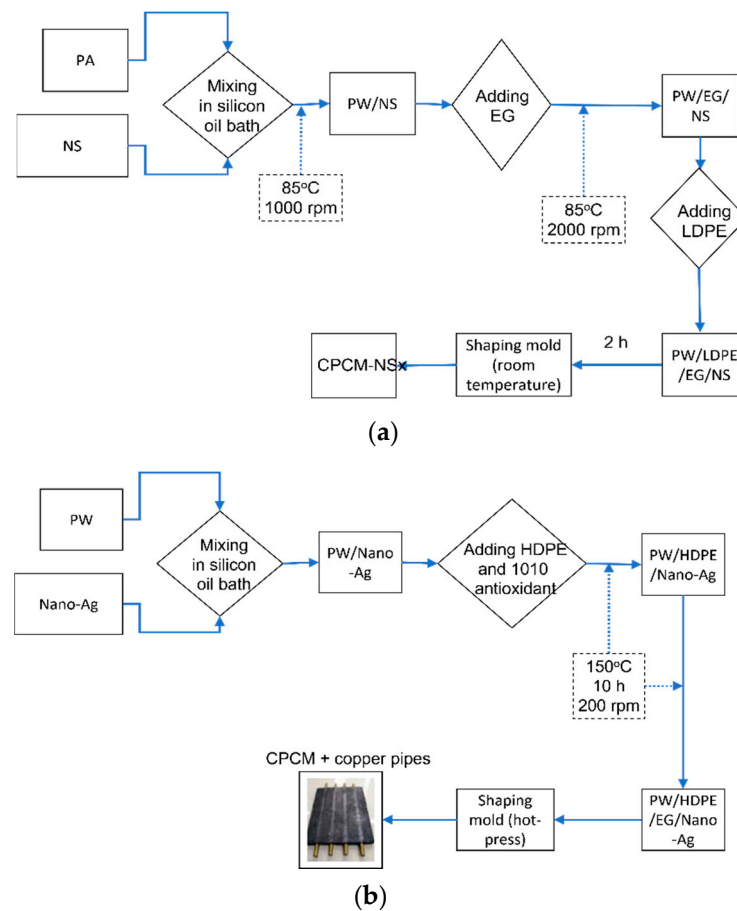 PA
NS
Mixing
in silicon
oil bath
85°C
1000 rpm
PW/NS
Adding
EG
85°C
2000 rpm
PW/EG/
NS
Adding
LDPE
PW/LDPE
/EG/NS
2 h
Shaping mold
(room
temperature)
CPCM-NSx
(a)
PW
Nano-Ag
Mixing
in silicon
oil bath
PW/Nano
-Ag
Adding HDPE
and 1010
antioxidant
150°C
10 h
200 rpm
PW/HDPE
/Nano-Ag
PW/HDPE
/EG/Nano
-Ag
Shaping
mold (hot-
press)
CPCM + copper pipes
(b)